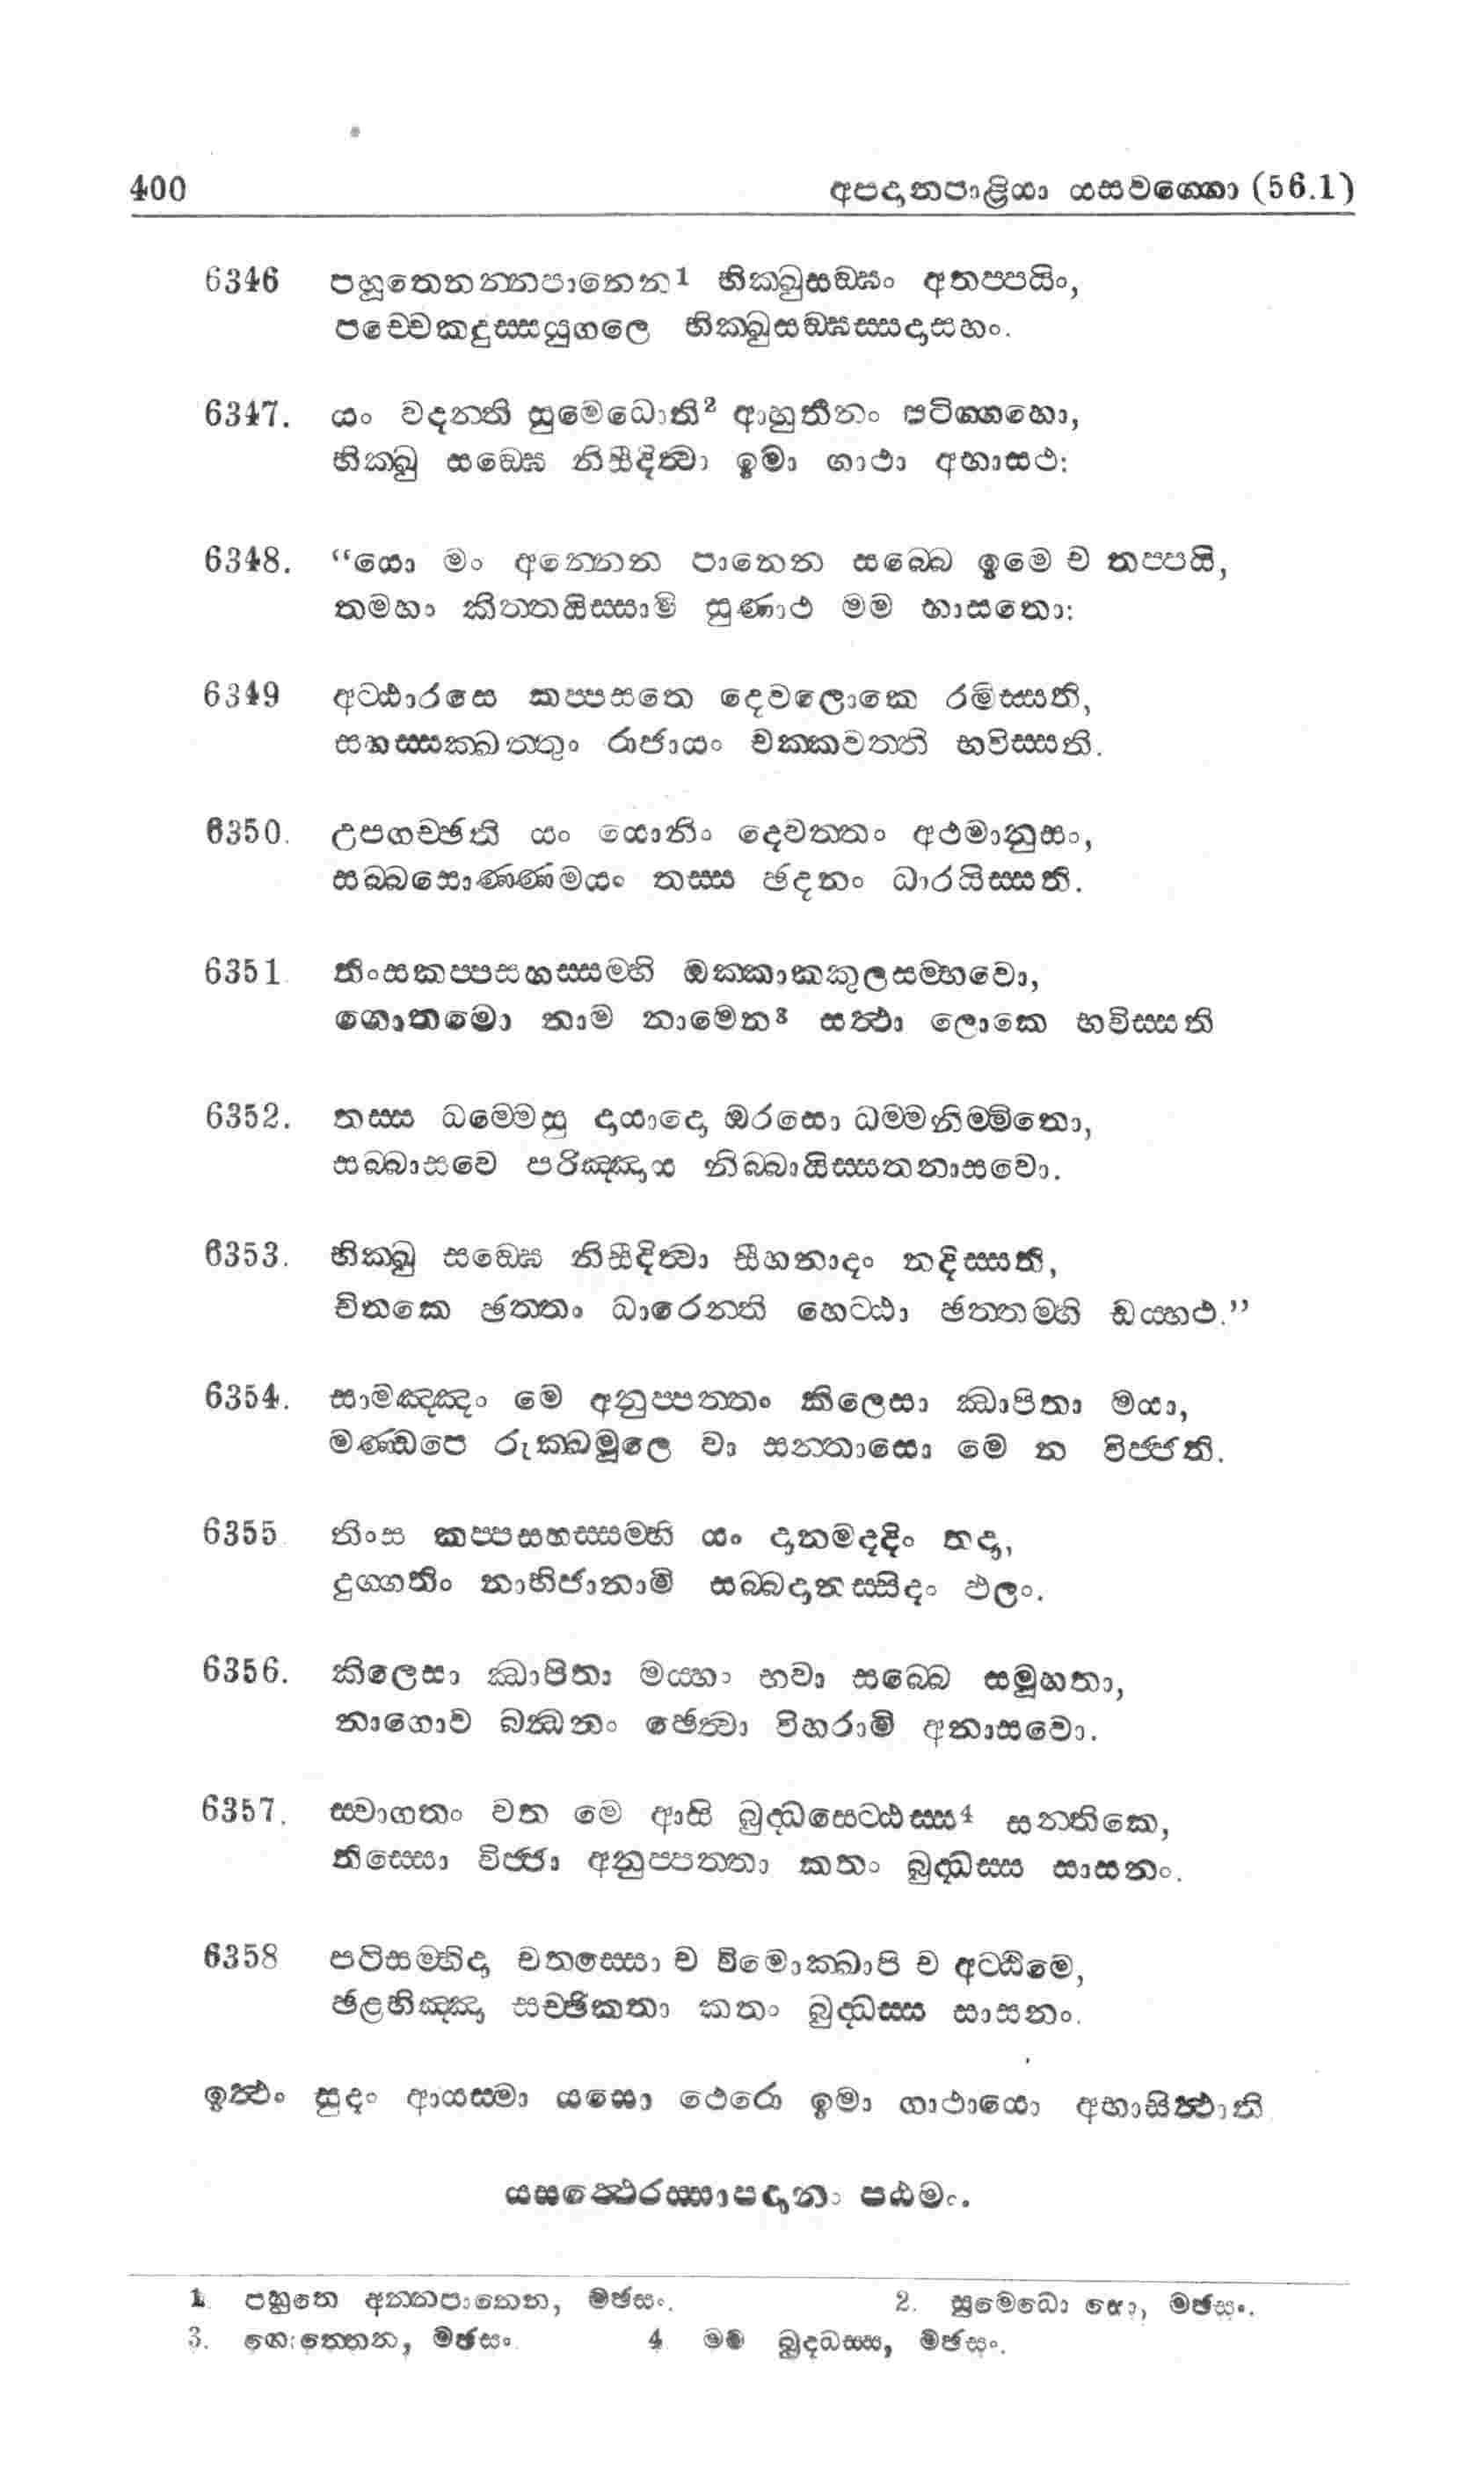 400 අපදානපාළියා යසවග්ගො (56.1)
6346 පහූතෙනන්නපානෙන¹ භික්ඛුසඞ්ඝං අතප්පයිං,
පච්චෙකදුස්සයුගලෙ භික්ඛුසඞ්ඝස්සදාසහං.
6347. යං වදන්ති සුමෙධොති² ආහුතීනං පටිග්ගහො,
භික්ඛු සඞ්ඝෙ නිසීදිත්වා ඉමා ගාථා අභාසථ:
6348. “යො මං අන්නෙන පානෙන සබ්බෙ ඉමෙ ච තප්පයි,
තමහං කිත්තයිස්සාමි සුණාථ මම භාසතො:
6349 අට්ඨාරසෙ කප්පසතෙ දෙවලොකෙ රමිස්සති,
සහස්සක්ඛත්තුං රාජායං චක්කවත්ති භවිස්සති.
6350. උපගච්ඡති යං යොනිං දෙවත්තං අථමානුසං,
සබ්බසොණ්ණමයං තස්ස ඡදනං ධාරයිස්සති.
6351 තිංසකප්පසහස්සම්හි ඔක්කාකකුලසම්භවො,
ගොතමො නාම නාමෙන³ සත්ථා ලොකෙ භවිස්සති
6352. තස්ස ධම්මෙසු දායාදො ඔරසො ධම්මනිම්මිතො,
සබ්බාසවෙ පරිඤ්ඤාය නිබ්බායිස්සතනාසවො.
6353. භික්ඛු සඞ්ඝෙ නිසීදිත්වා සීහනාදං නදිස්සති,
චිතකෙ ඡත්තං ධාරෙන්ති හෙට්ඨා ඡත්තම්හි ඩය්හථ.”
6354. සාමඤ්ඤං මෙ අනුප්පත්තං කිලෙසා ඣාපිතා මයා,
මණ්ඩපෙ රුක්ඛමූලෙ වා සන්තාසො මෙ න විජ්ජති.
6355. තිංස කප්පසහස්සම්හි යං දානමදදිං තදා,
දුග්ගතිං නාභිජානාමි සබ්බදානස්සිදං ඵලං.
6356. කිලෙසා ඣාපිතා මය්හං භවා සබ්බෙ සමූහතා,
නාගොව බන්ධනං ඡෙත්වා විහරාමි අනාසවො.
6357. ස්වාගතං වත මෙ ආසි බුද්ධසෙට්ඨස්ස⁴ සන්තිකෙ,
තිස්සො විජ්ජා අනුප්පත්තා කතං බුද්ධස්ස සාසනං.
6358 පටිසම්භිදා චතස්සො ච විමොක්ඛාපි ච අට්ඨිමෙ,
ඡළභිඤ්ඤා සච්ඡිකතා කතං බුද්ධස්ස සාසනං.
ඉත්ථං සුදං ආයස්මා යසො ථෙරො ඉමා ගාථායො අභාසිත්ථාති
යසත්ථෙරස්සාපදානං පඨමං.
1. පහුතෙ අන්නපානෙන, මඡසං. 2. සුමෙධො සො, මඡසං.
3. ගොත්තෙන, මඡසං. 4 මම බුද්ධස්ස, මඡසං.